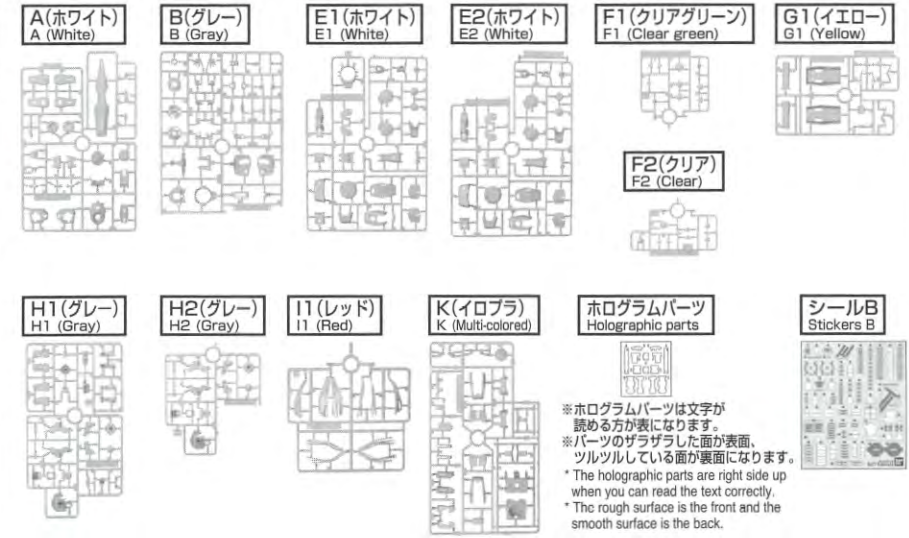 A(ホワイト)
A (White)
B(グレー)
B (Gray)
E1(ホワイト)
E1 (White)
E2(ホワイト)
E2 (White)
F1(クリアグリーン)
F1 (Clear green)
G1(イエロー)
G1 (Yellow)
F2(クリア)
F2 (Clear)
H1(グレー)
H1 (Gray)
H2(グレー)
H2 (Gray)
I1(レッド)
I1 (Red)
K(イロプラ)
K (Multi-colored)
ホログラムパーツ
Holographic parts
シールB
Stickers B
※ホログラムパーツは文字が
読める方が表になります。
※パーツのザラザラした面が表面、
ツルツルしている面が裏面になります。
* The holographic parts are right side up
when you can read the text correctly.
* The rough surface is the front and the
smooth surface is the back.